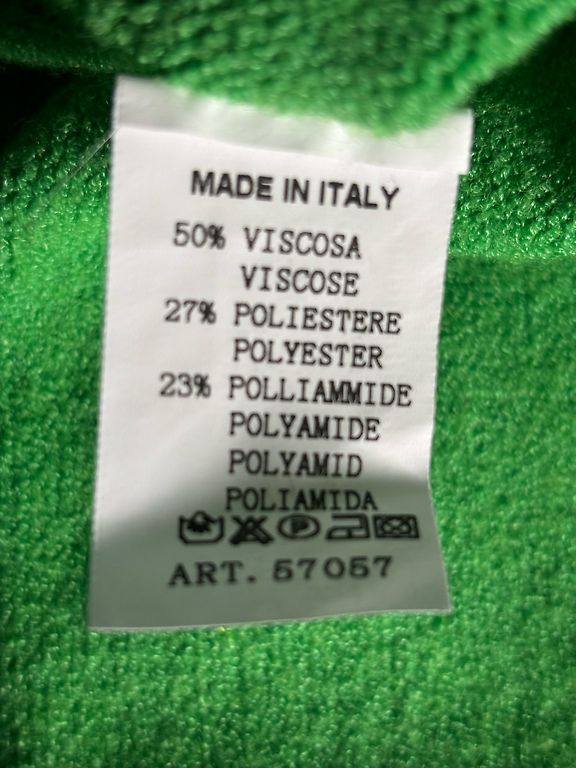 MADE IN ITALY
50% VISCOSA
VISCOSE
27% POLIESTERE
POLYESTER
23% POLLIAMMIDE
POLYAMIDE
POLYAMID
POLIAMIDA
P
ART. 57057